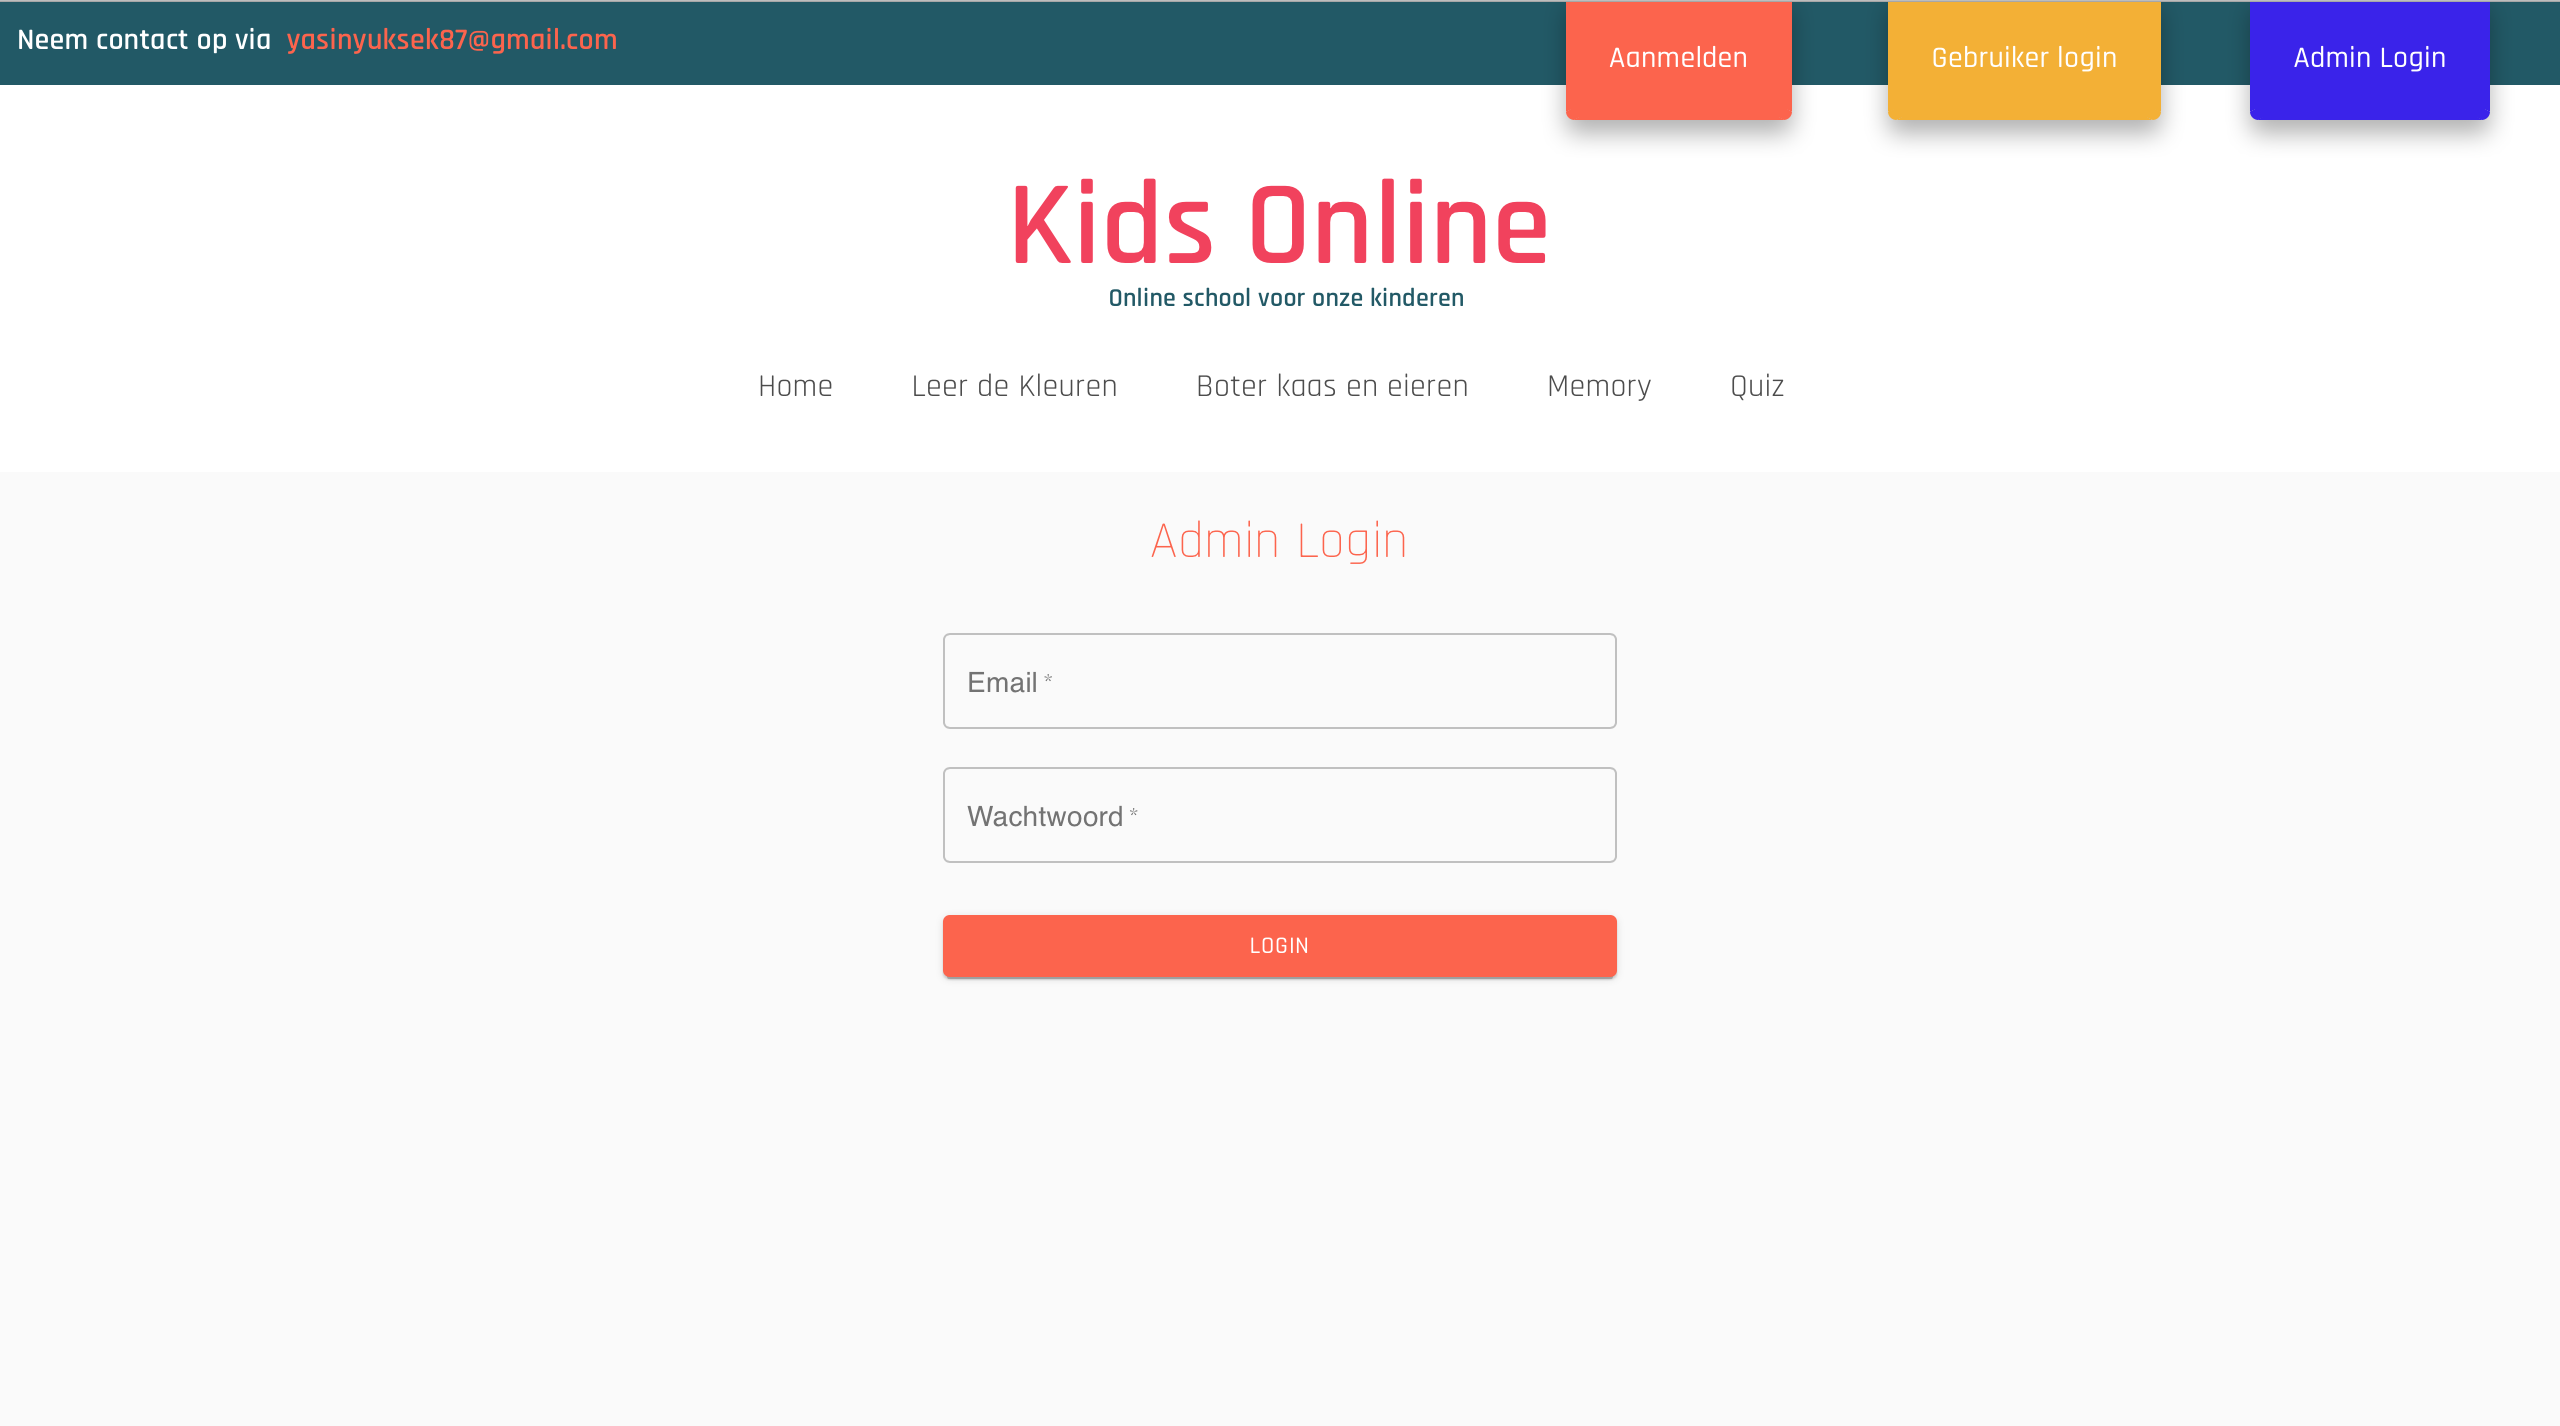 Neem contact op via yasinyuksek87@gmail.com
Aanmelden
Gebruiker login
Admin Login
Kids Online
Online school voor onze kinderen
Home Leer de Kleuren Boter kaas en eieren Memory Quiz
Admin Login
Email *
Wachtwoord *
LOGIN